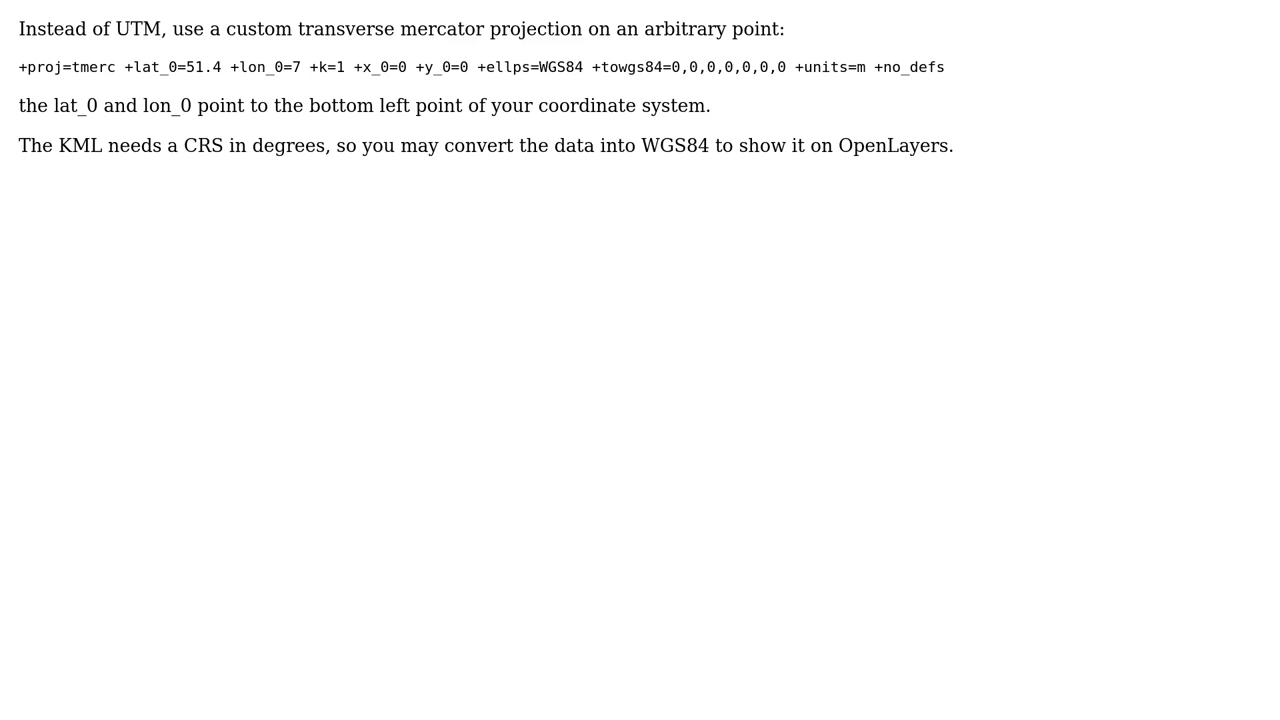 Instead of UTM, use a custom transverse mercator projection on an arbitrary point:
+proj=tmerc +lat_0=51.4 +lon_0=7 +k=1 +x_0=0 +y_0=0 +ellps=WGS84 +towgs84=0,0,0,0,0,0,0 +units=m +no_defs
the lat_0 and lon_0 point to the bottom left point of your coordinate system.
The KML needs a CRS in degrees, so you may convert the data into WGS84 to show it on OpenLayers.